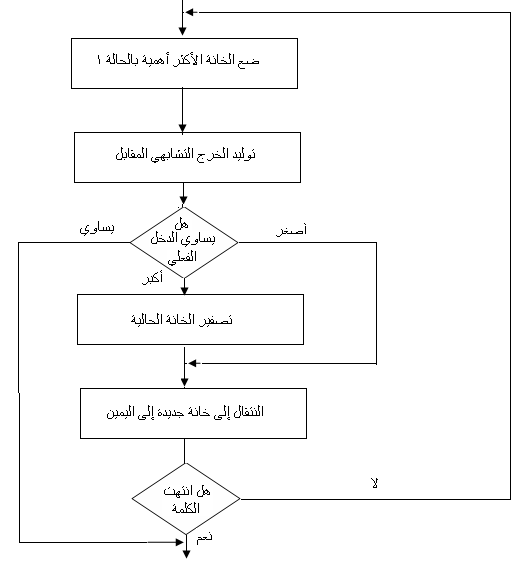 ضع الخانة الأكثر أهمية بالحالة ١
توليد الخرج التشابهي المقابل
هل
يساوي الدخل
الفعلي
يساوي
أصغر
أكبر
تصفير الخانة الحالية
النتقال إلى خانة جديدة إلى اليمين
هل انتهت
الكلمة
لا
نعم